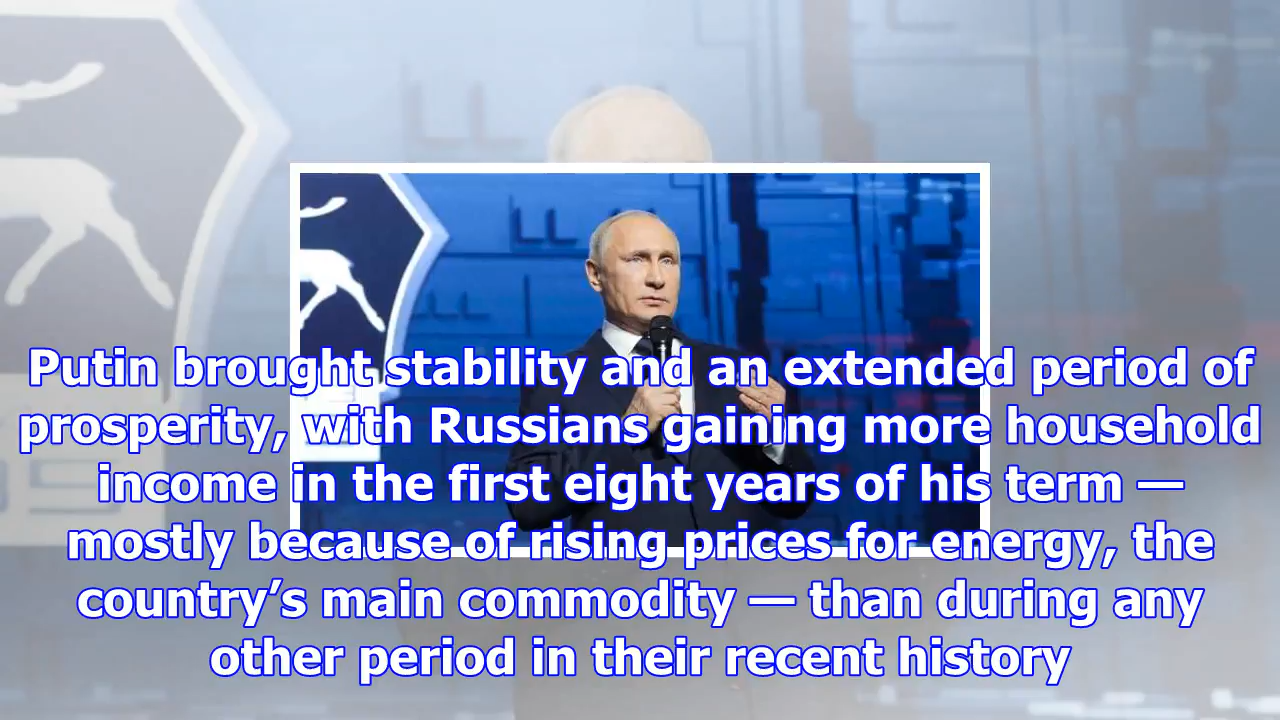 Putin brought stability and an extended period of
prosperity, with Russians gaining more household
income in the first eight years of his term —
mostly because of rising prices for energy, the
country’s main commodity — than during any
other period in their recent history